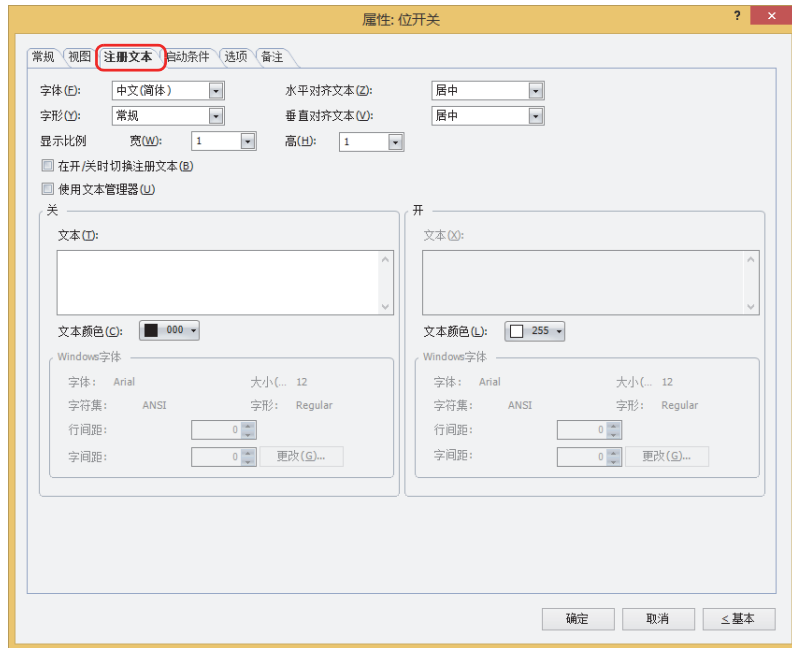 属性: 位开关 ? ×
常规 视图 注册文本 启动条件 选项 备注
字体(F): 中文(简体) 水平对齐文本(Z): 居中
字形(Y): 常规 垂直对齐文本(V): 居中
显示比例 宽(W): 1 高(H): 1
在开/关时切换注册文本(B)
使用文本管理器(U)
关 开
文本(T): 文本(X):
文本颜色(C): 000 文本颜色(L): 255
Windows字体 Windows字体
字体: Arial 大小(... 12 字体: Arial 大小(... 12
字符集: ANSI 字形: Regular 字符集: ANSI 字形: Regular
行间距: 0 行间距: 0
字间距: 0 更改(G)... 字间距: 0 更改(G)...
确定 取消 ≤基本